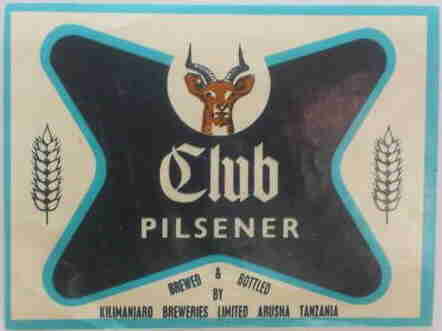 Club
PILSENER
BREWED & BOTTLED
BY
KILIMANJARO BREWERIES LIMITED ARUSHA TANZANIA